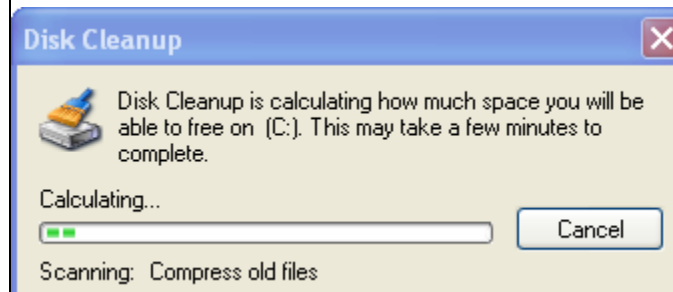 Disk Cleanup
Disk Cleanup is calculating how much space you will be
able to free on (C:). This may take a few minutes to
complete.
Calculating...
Cancel
Scanning: Compress old files